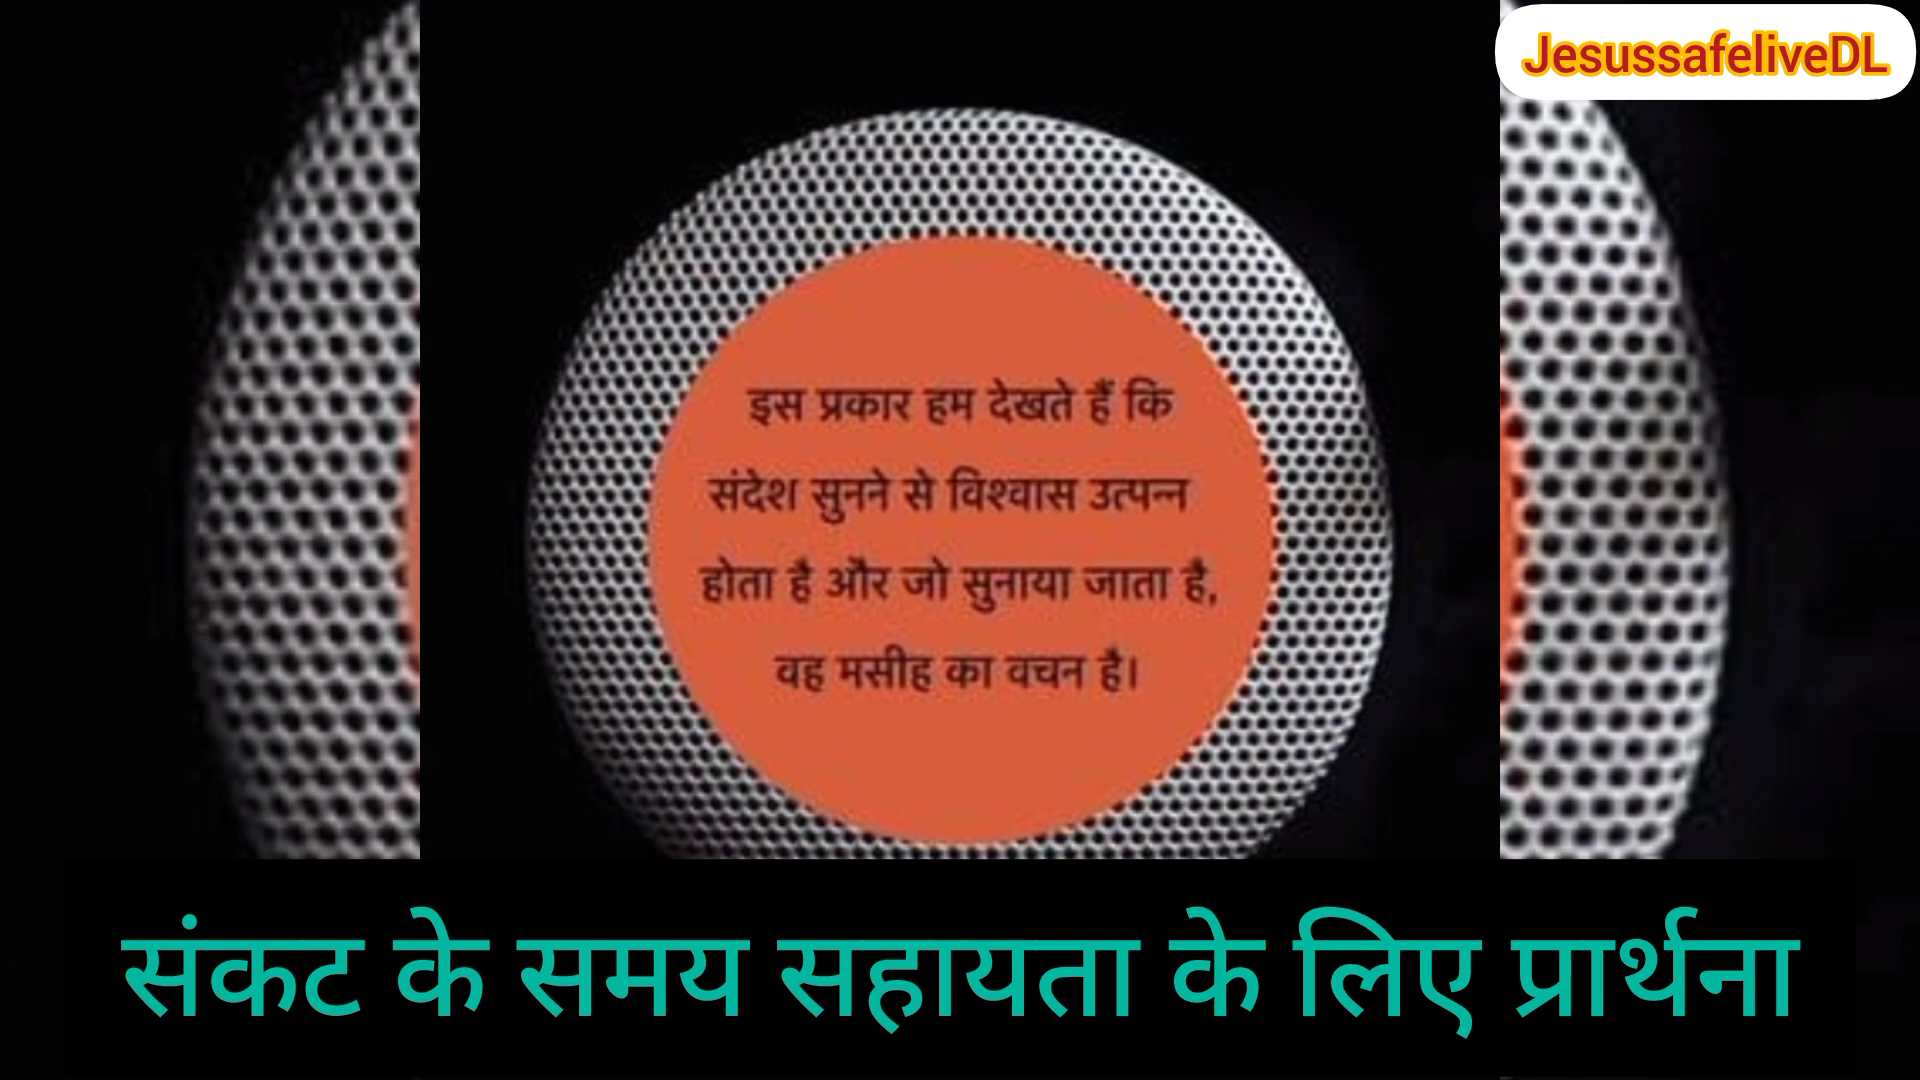 JesussafeliveDL
इस प्रकार हम देखते हैं कि
संदेश सुनने से विश्वास उत्पन्न
होता है और जो सुनाया जाता है,
वह मसीह का वचन है।
संकट के समय सहायता के लिए प्रार्थना